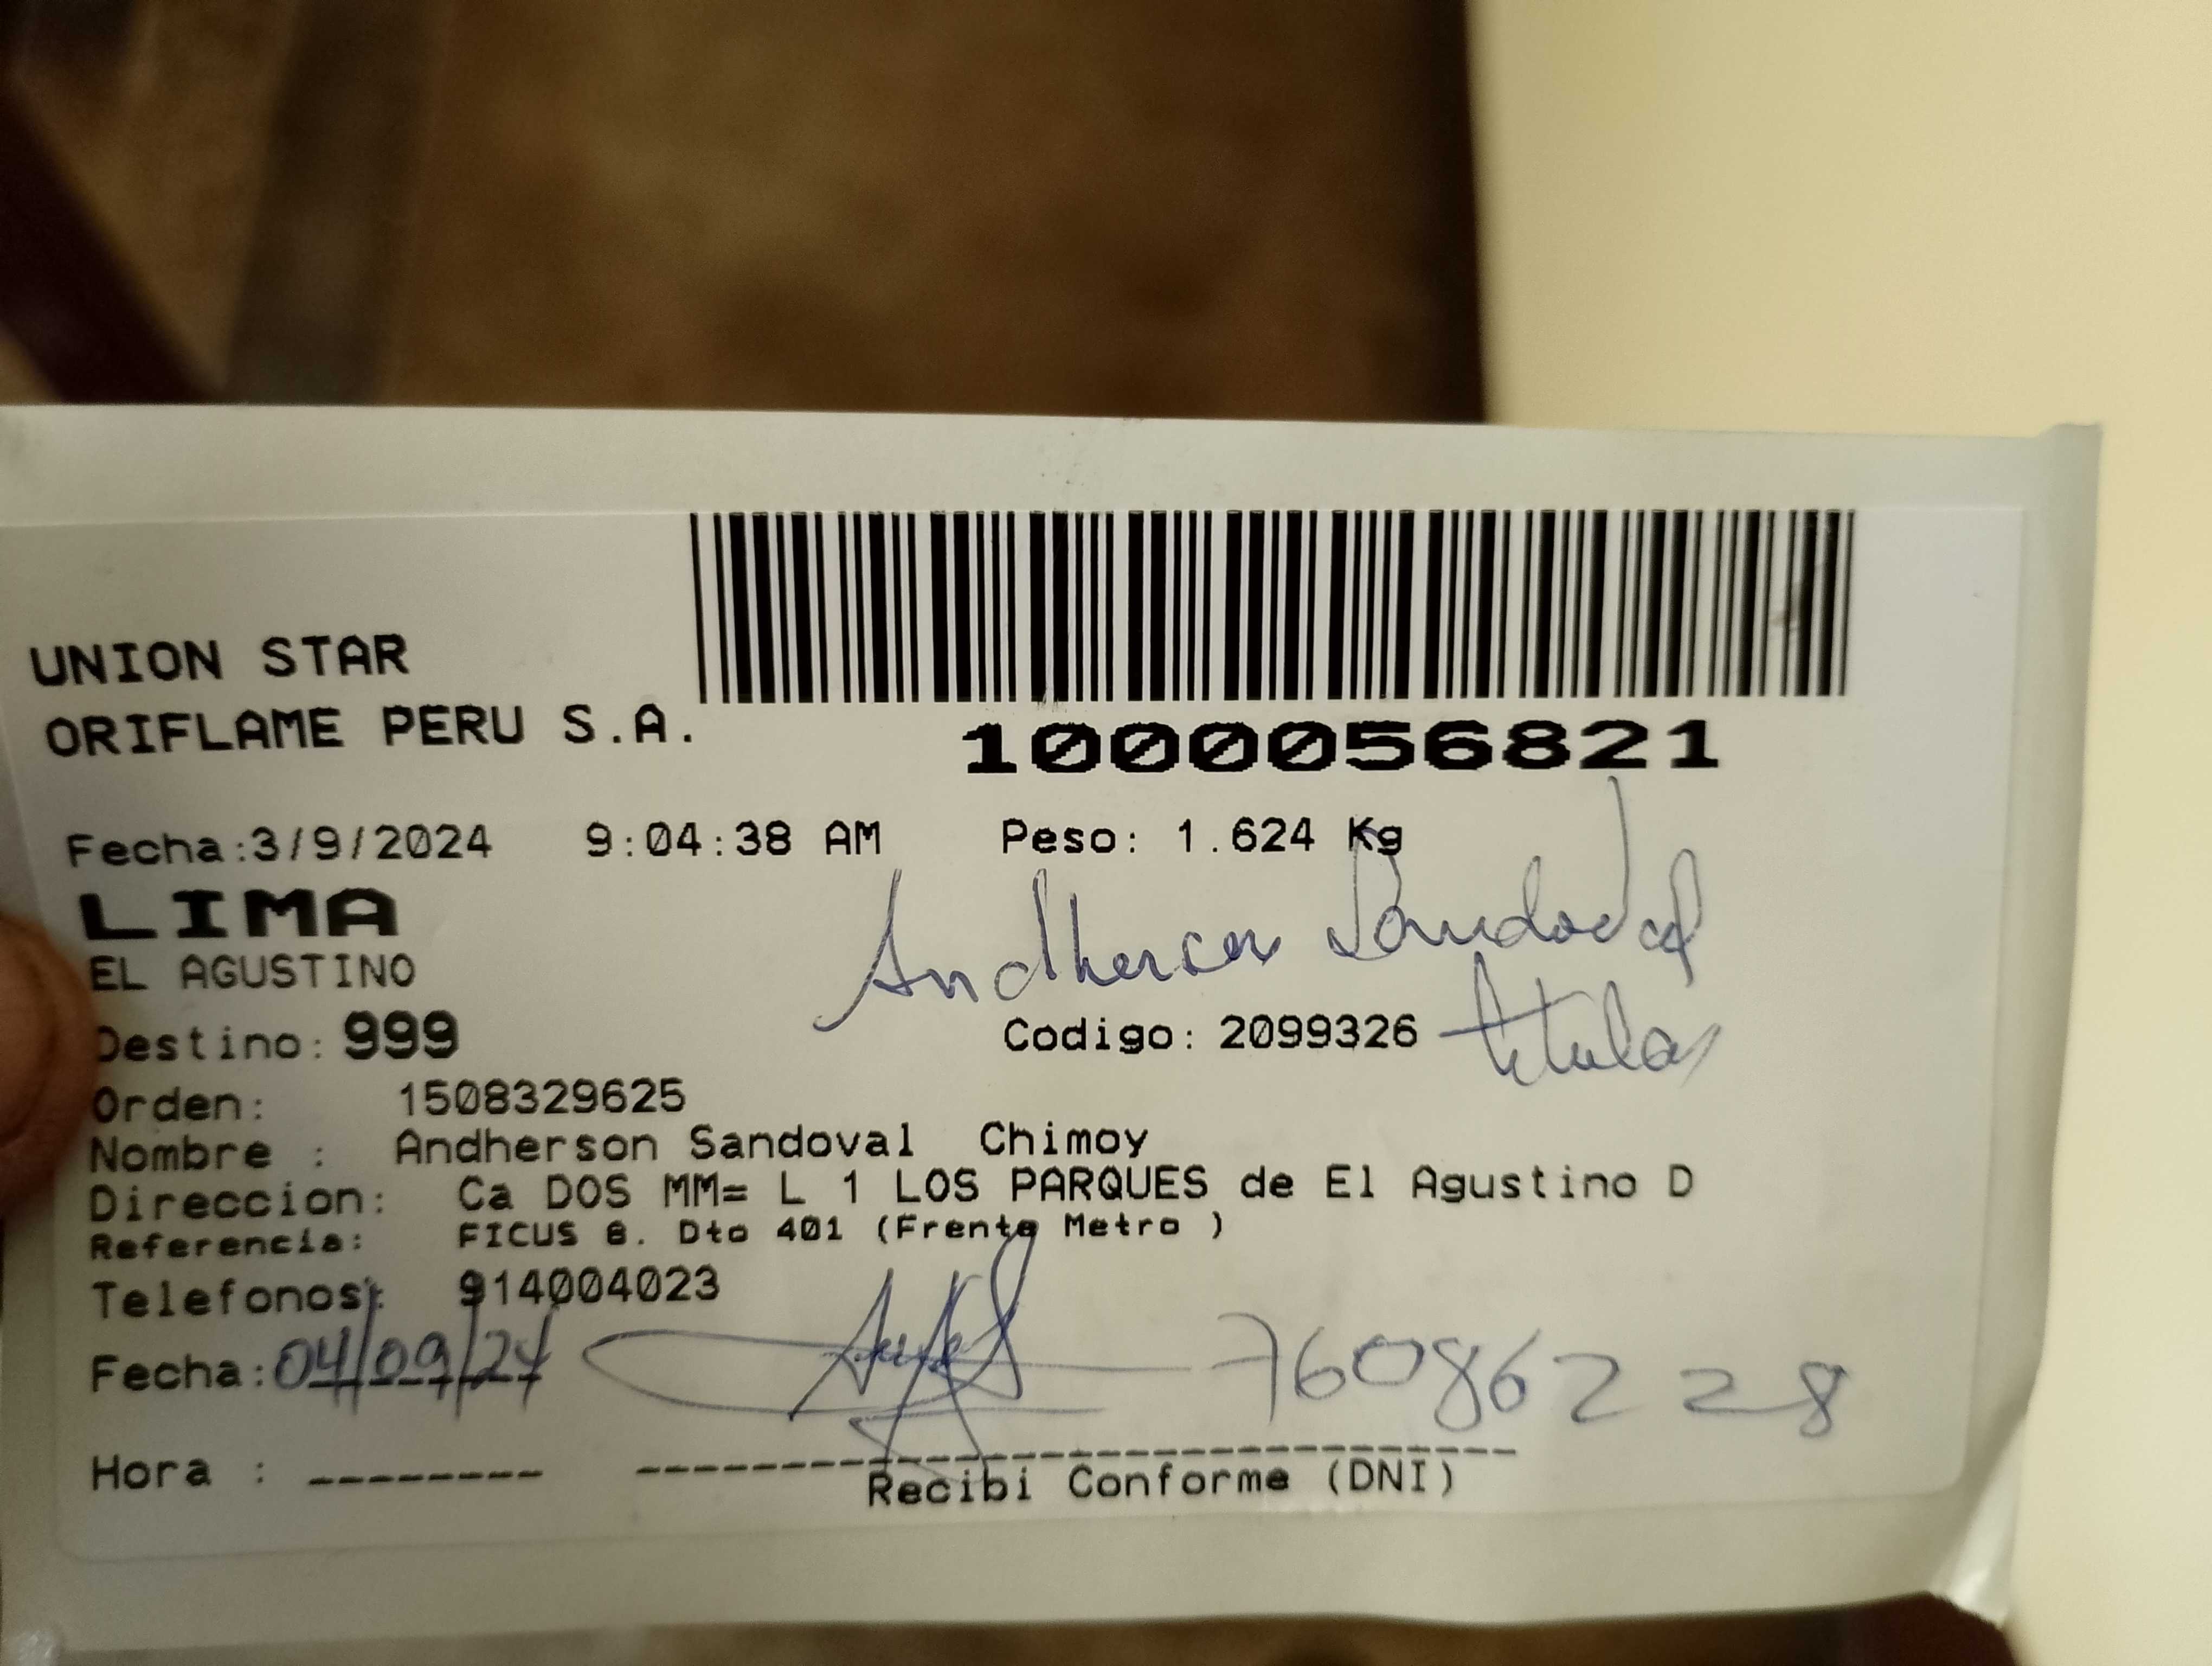 UNION STAR
ORIFLAME PERU S.A.
1000056821
Fecha:3/9/2024 9:04:38 AM Peso: 1.624 Kg
LIMA
Andherson Sandoval
EL AGUSTINO
titular
Destino: 999 Codigo: 2099326
Orden: 1508329625
Nombre : Andherson Sandoval Chimoy
Direccion: Ca DOS MM= L 1 LOS PARQUES de El Agustino D
Referencia: FICUS 8. Dto 401 (Frente Metro )
Telefonos: 914004023
Fecha: 04/09/24 76086228
Hora :
Recibi Conforme (DNI)